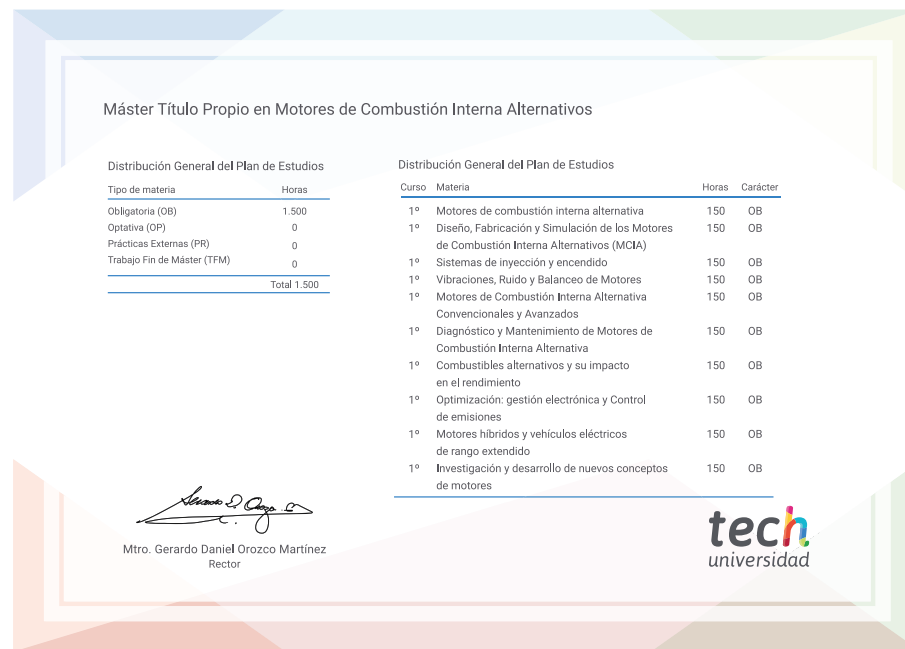 Máster Título Propio en Motores de Combustión Interna Alternativos
Distribución General del Plan de Estudios
Tipo de materia Horas
Obligatoria (OB) 1.500
Optativa (OP) 0
Prácticas Externas (PR) 0
Trabajo Fin de Máster (TFM) 0
Total 1.500
Distribución General del Plan de Estudios
Curso Materia Horas Carácter
1º Motores de combustión interna alternativa 150 OB
1º Diseño, Fabricación y Simulación de los Motores 150 OB
de Combustión Interna Alternativos (MCIA)
1º Sistemas de inyección y encendido 150 OB
1º Vibraciones, Ruido y Balanceo de Motores 150 OB
1º Motores de Combustión Interna Alternativa 150 OB
Convencionales y Avanzados
1º Diagnóstico y Mantenimiento de Motores de 150 OB
Combustión Interna Alternativa
1º Combustibles alternativos y su impacto 150 OB
en el rendimiento
1º Optimización: gestión electrónica y Control 150 OB
de emisiones
1º Motores híbridos y vehículos eléctricos 150 OB
de rango extendido
1º Investigación y desarrollo de nuevos conceptos 150 OB
de motores
Mtro. Gerardo Daniel Orozco Martínez
Rector
tech
universidad